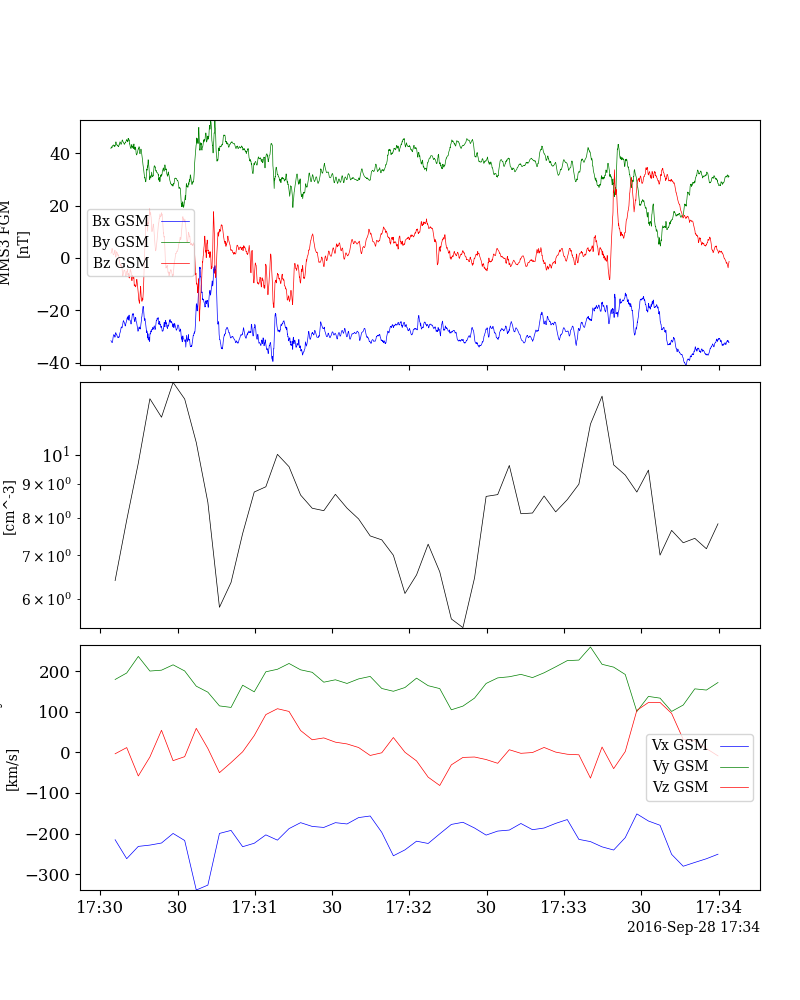 40
20
0
−20
−40
MMS3 FGM
[nT]
Bx GSM
By GSM
Bz GSM
10¹
9 × 10⁰
8 × 10⁰
7 × 10⁰
6 × 10⁰
[cm^-3]
200
100
0
−100
−200
−300
[km/s]
Vx GSM
Vy GSM
Vz GSM
17:30 30 17:31 30 17:32 30 17:33 30 17:34
2016-Sep-28 17:34